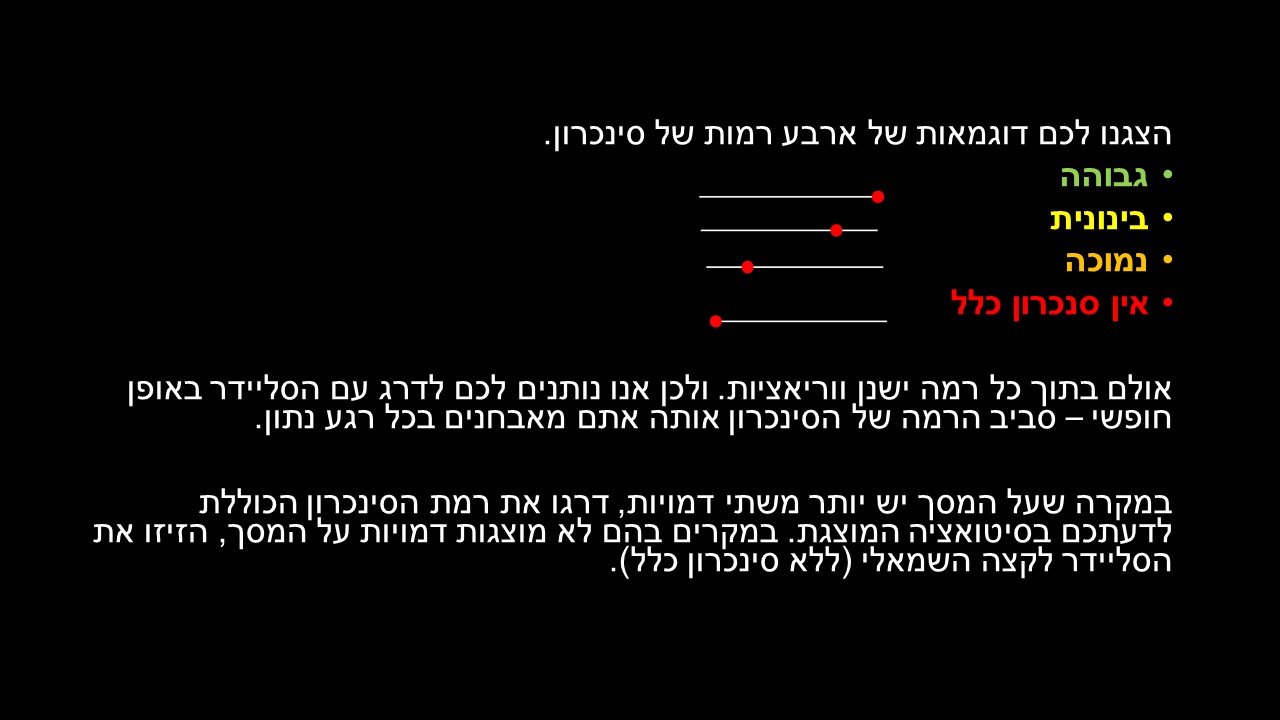 הצגנו לכם דוגמאות של ארבע רמות של סינכרון.
• גבוהה
• בינונית
• נמוכה
• אין סנכרון כלל
אולם בתוך כל רמה ישנן ווריאציות. ולכן אנו נותנים לכם לדרג עם הסליידר באופן
חופשי – סביב הרמה של הסינכרון אותה אתם מאבחנים בכל רגע נתון.
במקרה שעל המסך יש יותר משתי דמויות, דרגו את רמת הסינכרון הכוללת
לדעתכם בסיטואציה המוצגת. במקרים בהם לא מוצגות דמויות על המסך, הזיזו את
הסליידר לקצה השמאלי (ללא סינכרון כלל).